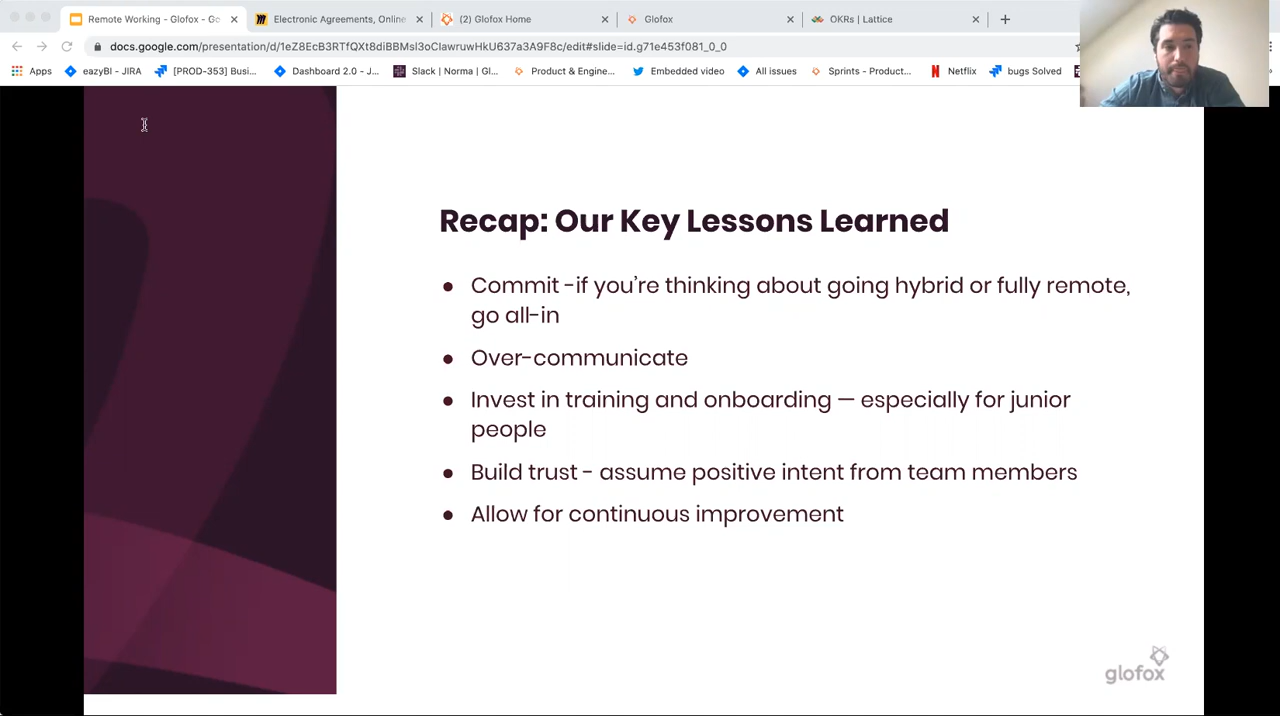 Remote Working - Glofox - Go
Electronic Agreements, Online
(2) Glofox Home
Glofox
OKRs | Lattice
docs.google.com/presentation/d/1eZ8EcB3RTfQXt8diBBMsl3oClawruwHkU637a3A9F8c/edit#slide=id.g71e453f081_0_0
Apps
eazyBI - JIRA
[PROD-353] Busi...
Dashboard 2.0 - J...
Slack | Norma | Gl...
Product & Engine...
Embedded video
All issues
Sprints - Product...
Netflix
bugs Solved
Recap: Our Key Lessons Learned
● Commit -if you’re thinking about going hybrid or fully remote,
go all-in
● Over-communicate
● Invest in training and onboarding — especially for junior
people
● Build trust - assume positive intent from team members
● Allow for continuous improvement
glofox